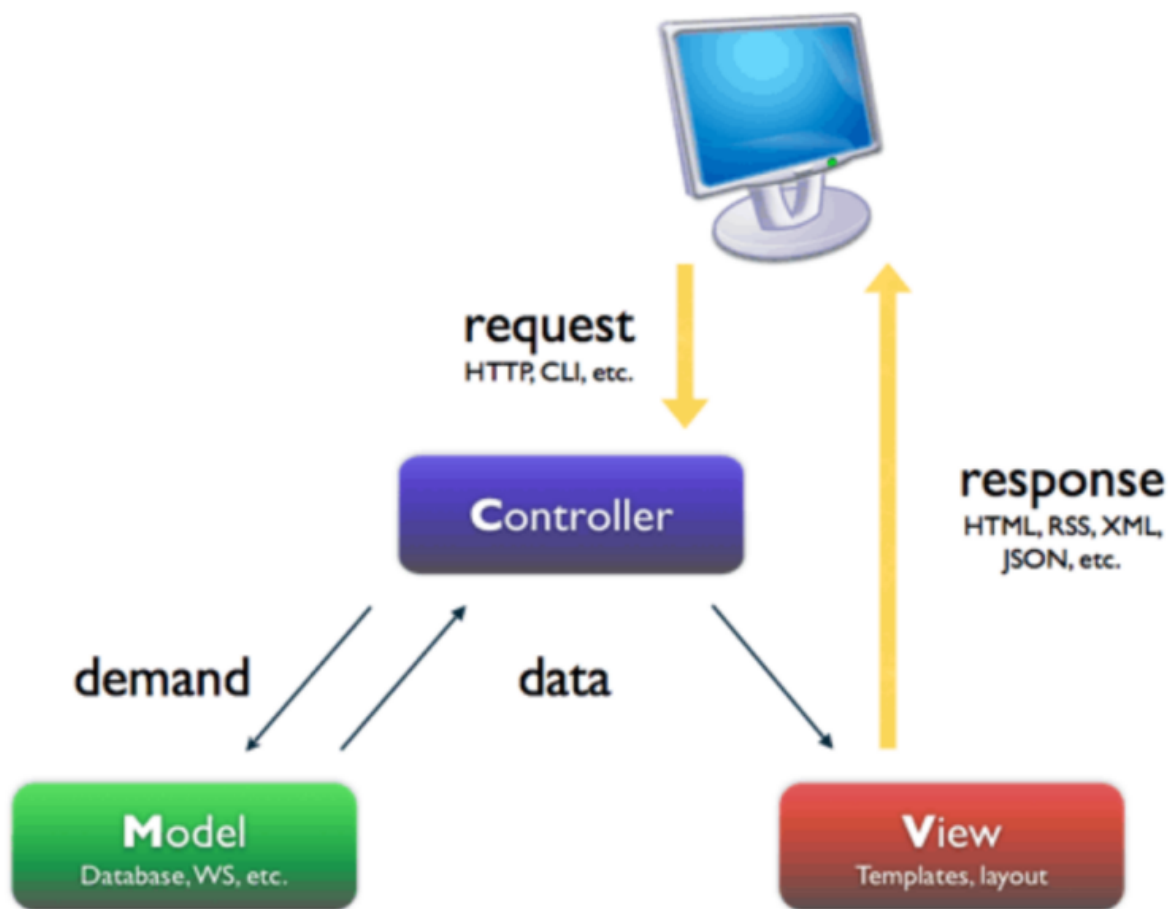 request
HTTP, CLI, etc.
Controller
response
HTML, RSS, XML,
JSON, etc.
demand
data
Model
Database, WS, etc.
View
Templates, layout